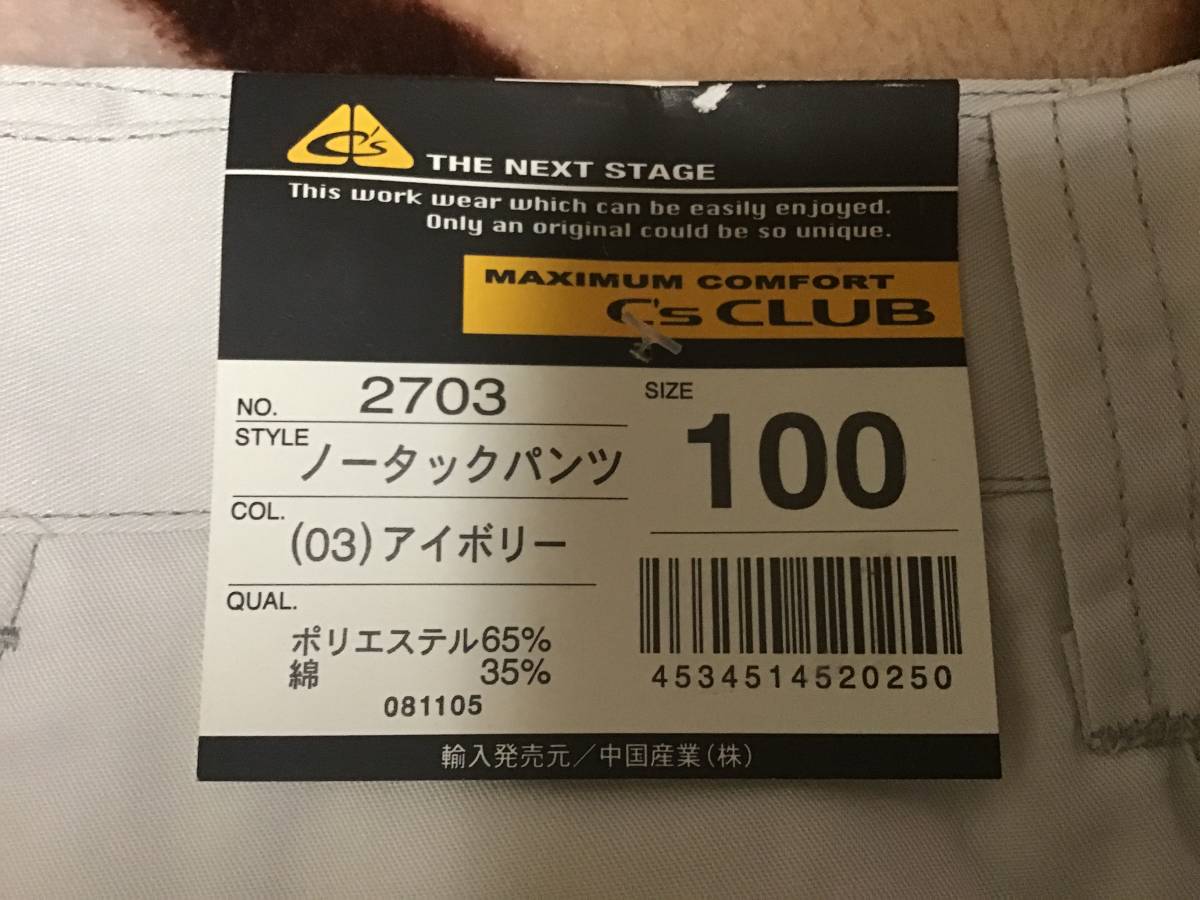 C's
THE NEXT STAGE
This work wear which can be easily enjoyed.
Only an original could be so unique.
MAXIMUM COMFORT
C's CLUB
NO. 2703
STYLE ノータックパンツ
COL. (03)アイボリー
QUAL.
ポリエステル65%
綿 35%
081105
SIZE
100
4534514520250
輸入発売元/中国産業(株)